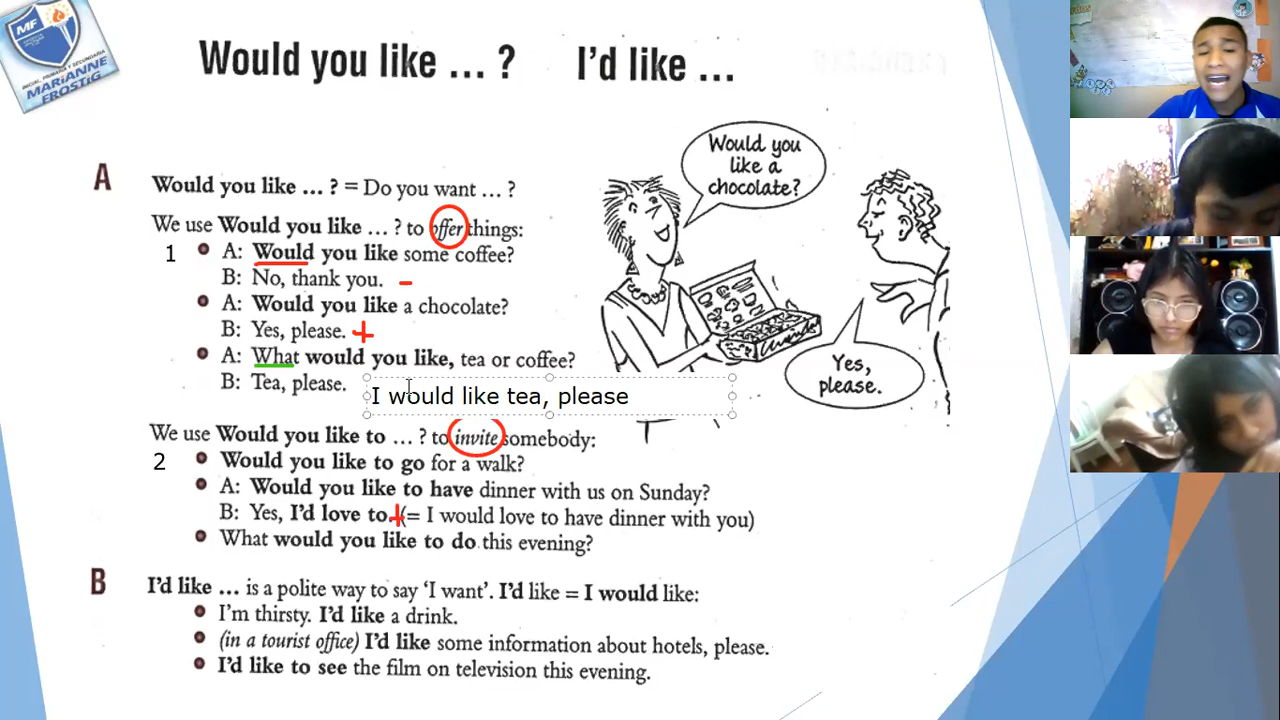 MF
INICIAL, PRIMARIA Y SECUNDARIA
MARIANNE
FROSTIG
Would you like ... ? I'd like ...
A
Would you like ... ? = Do you want ... ?
We use Would you like ... ? to offer things:
1 A: Would you like some coffee?
B: No, thank you. -
A: Would you like a chocolate?
B: Yes, please. +
A: What would you like, tea or coffee?
B: Tea, please.
I would like tea, please
Would you
like a
chocolate?
Yes,
please.
We use Would you like to ... ? to invite somebody:
2 Would you like to go for a walk?
A: Would you like to have dinner with us on Sunday?
B: Yes, I'd love to. + (= I would love to have dinner with you)
What would you like to do this evening?
B
I'd like ... is a polite way to say 'I want'. I'd like = I would like:
I'm thirsty. I'd like a drink.
(in a tourist office) I'd like some information about hotels, please.
I'd like to see the film on television this evening.